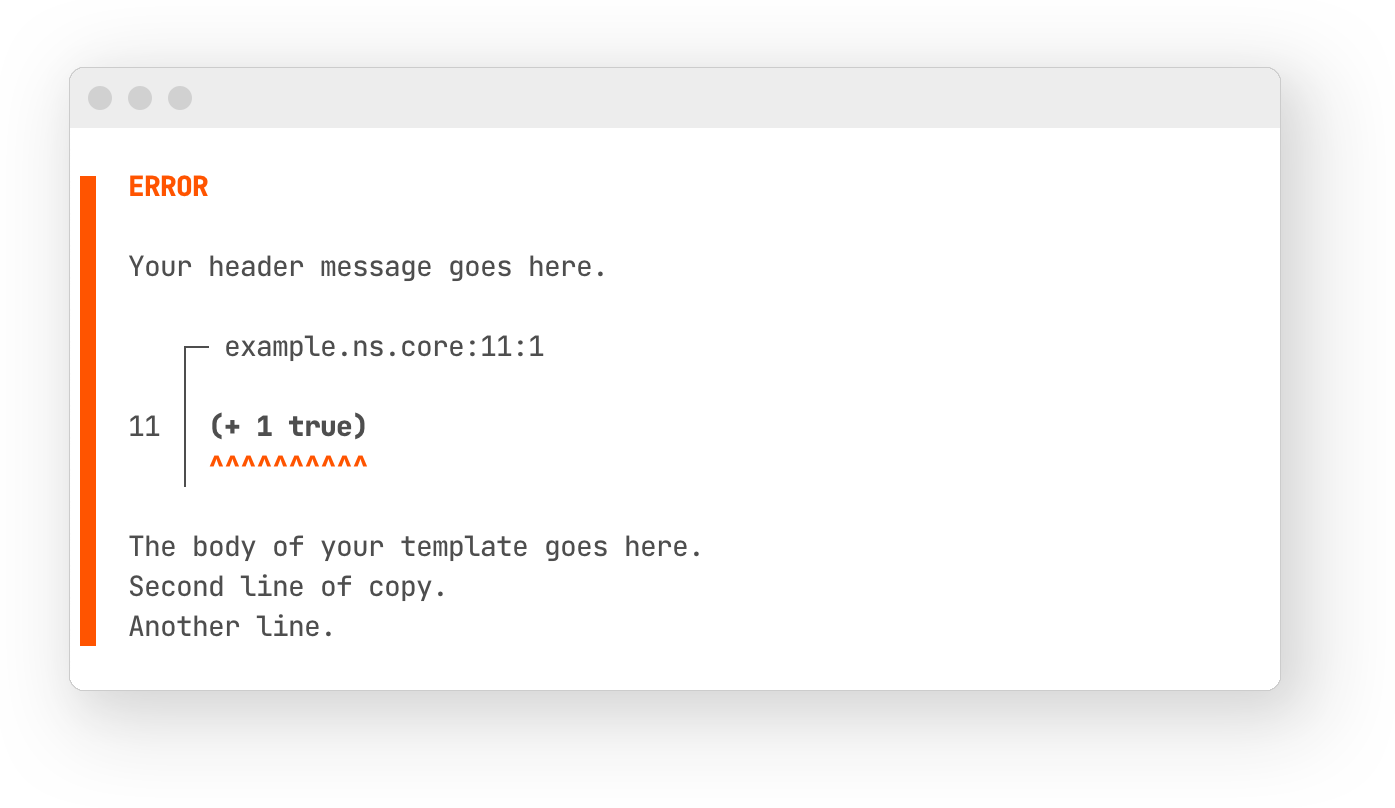 ERROR
Your header message goes here.
example.ns.core:11:1
11 (+ 1 true)
^^^^^^^^^^
The body of your template goes here.
Second line of copy.
Another line.